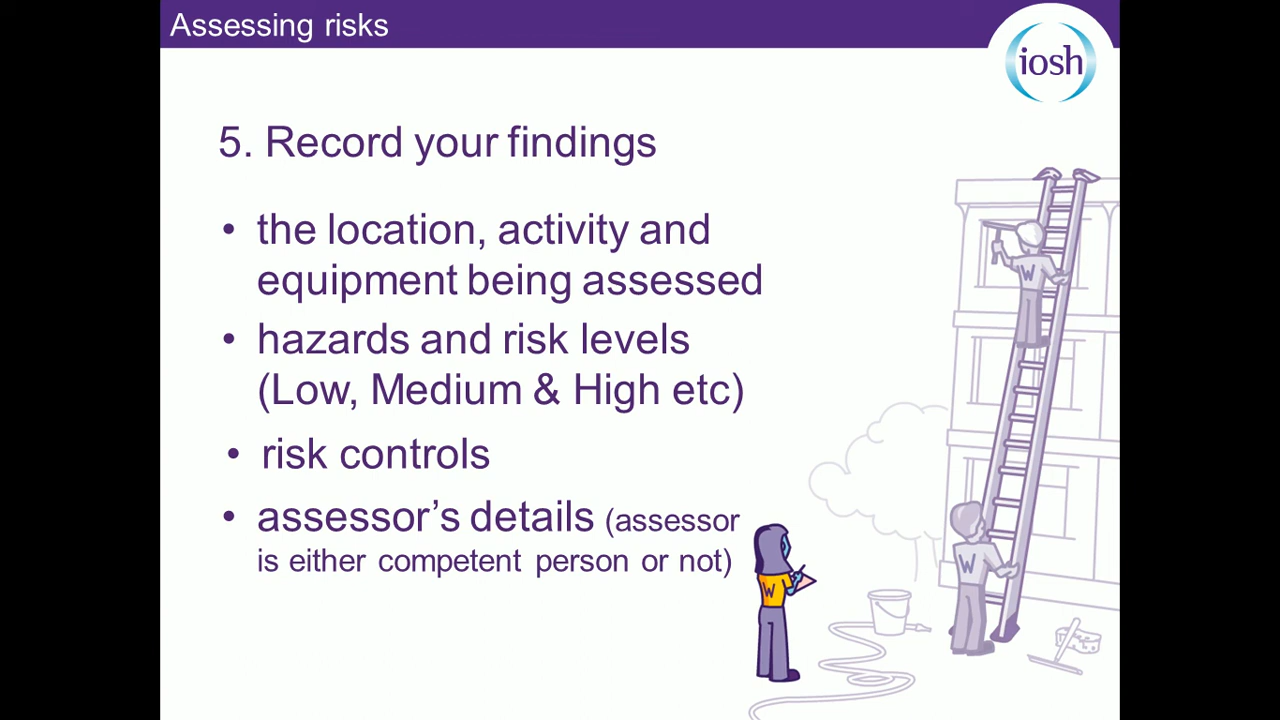 Assessing risks
iosh
5. Record your findings
• the location, activity and
equipment being assessed
• hazards and risk levels
(Low, Medium & High etc)
• risk controls
• assessor’s details (assessor
is either competent person or not)
W
W
W